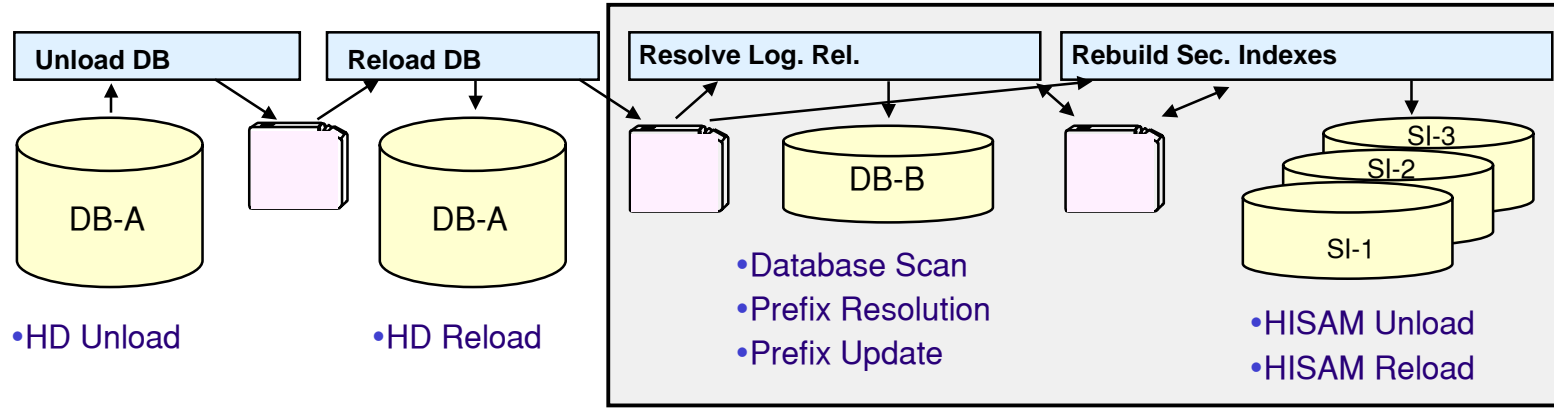 Unload DB
Reload DB
Resolve Log. Rel.
Rebuild Sec. Indexes
DB-A
DB-A
DB-B
SI-3
SI-2
SI-1
•HD Unload
•HD Reload
•Database Scan
•Prefix Resolution
•Prefix Update
•HISAM Unload
•HISAM Reload